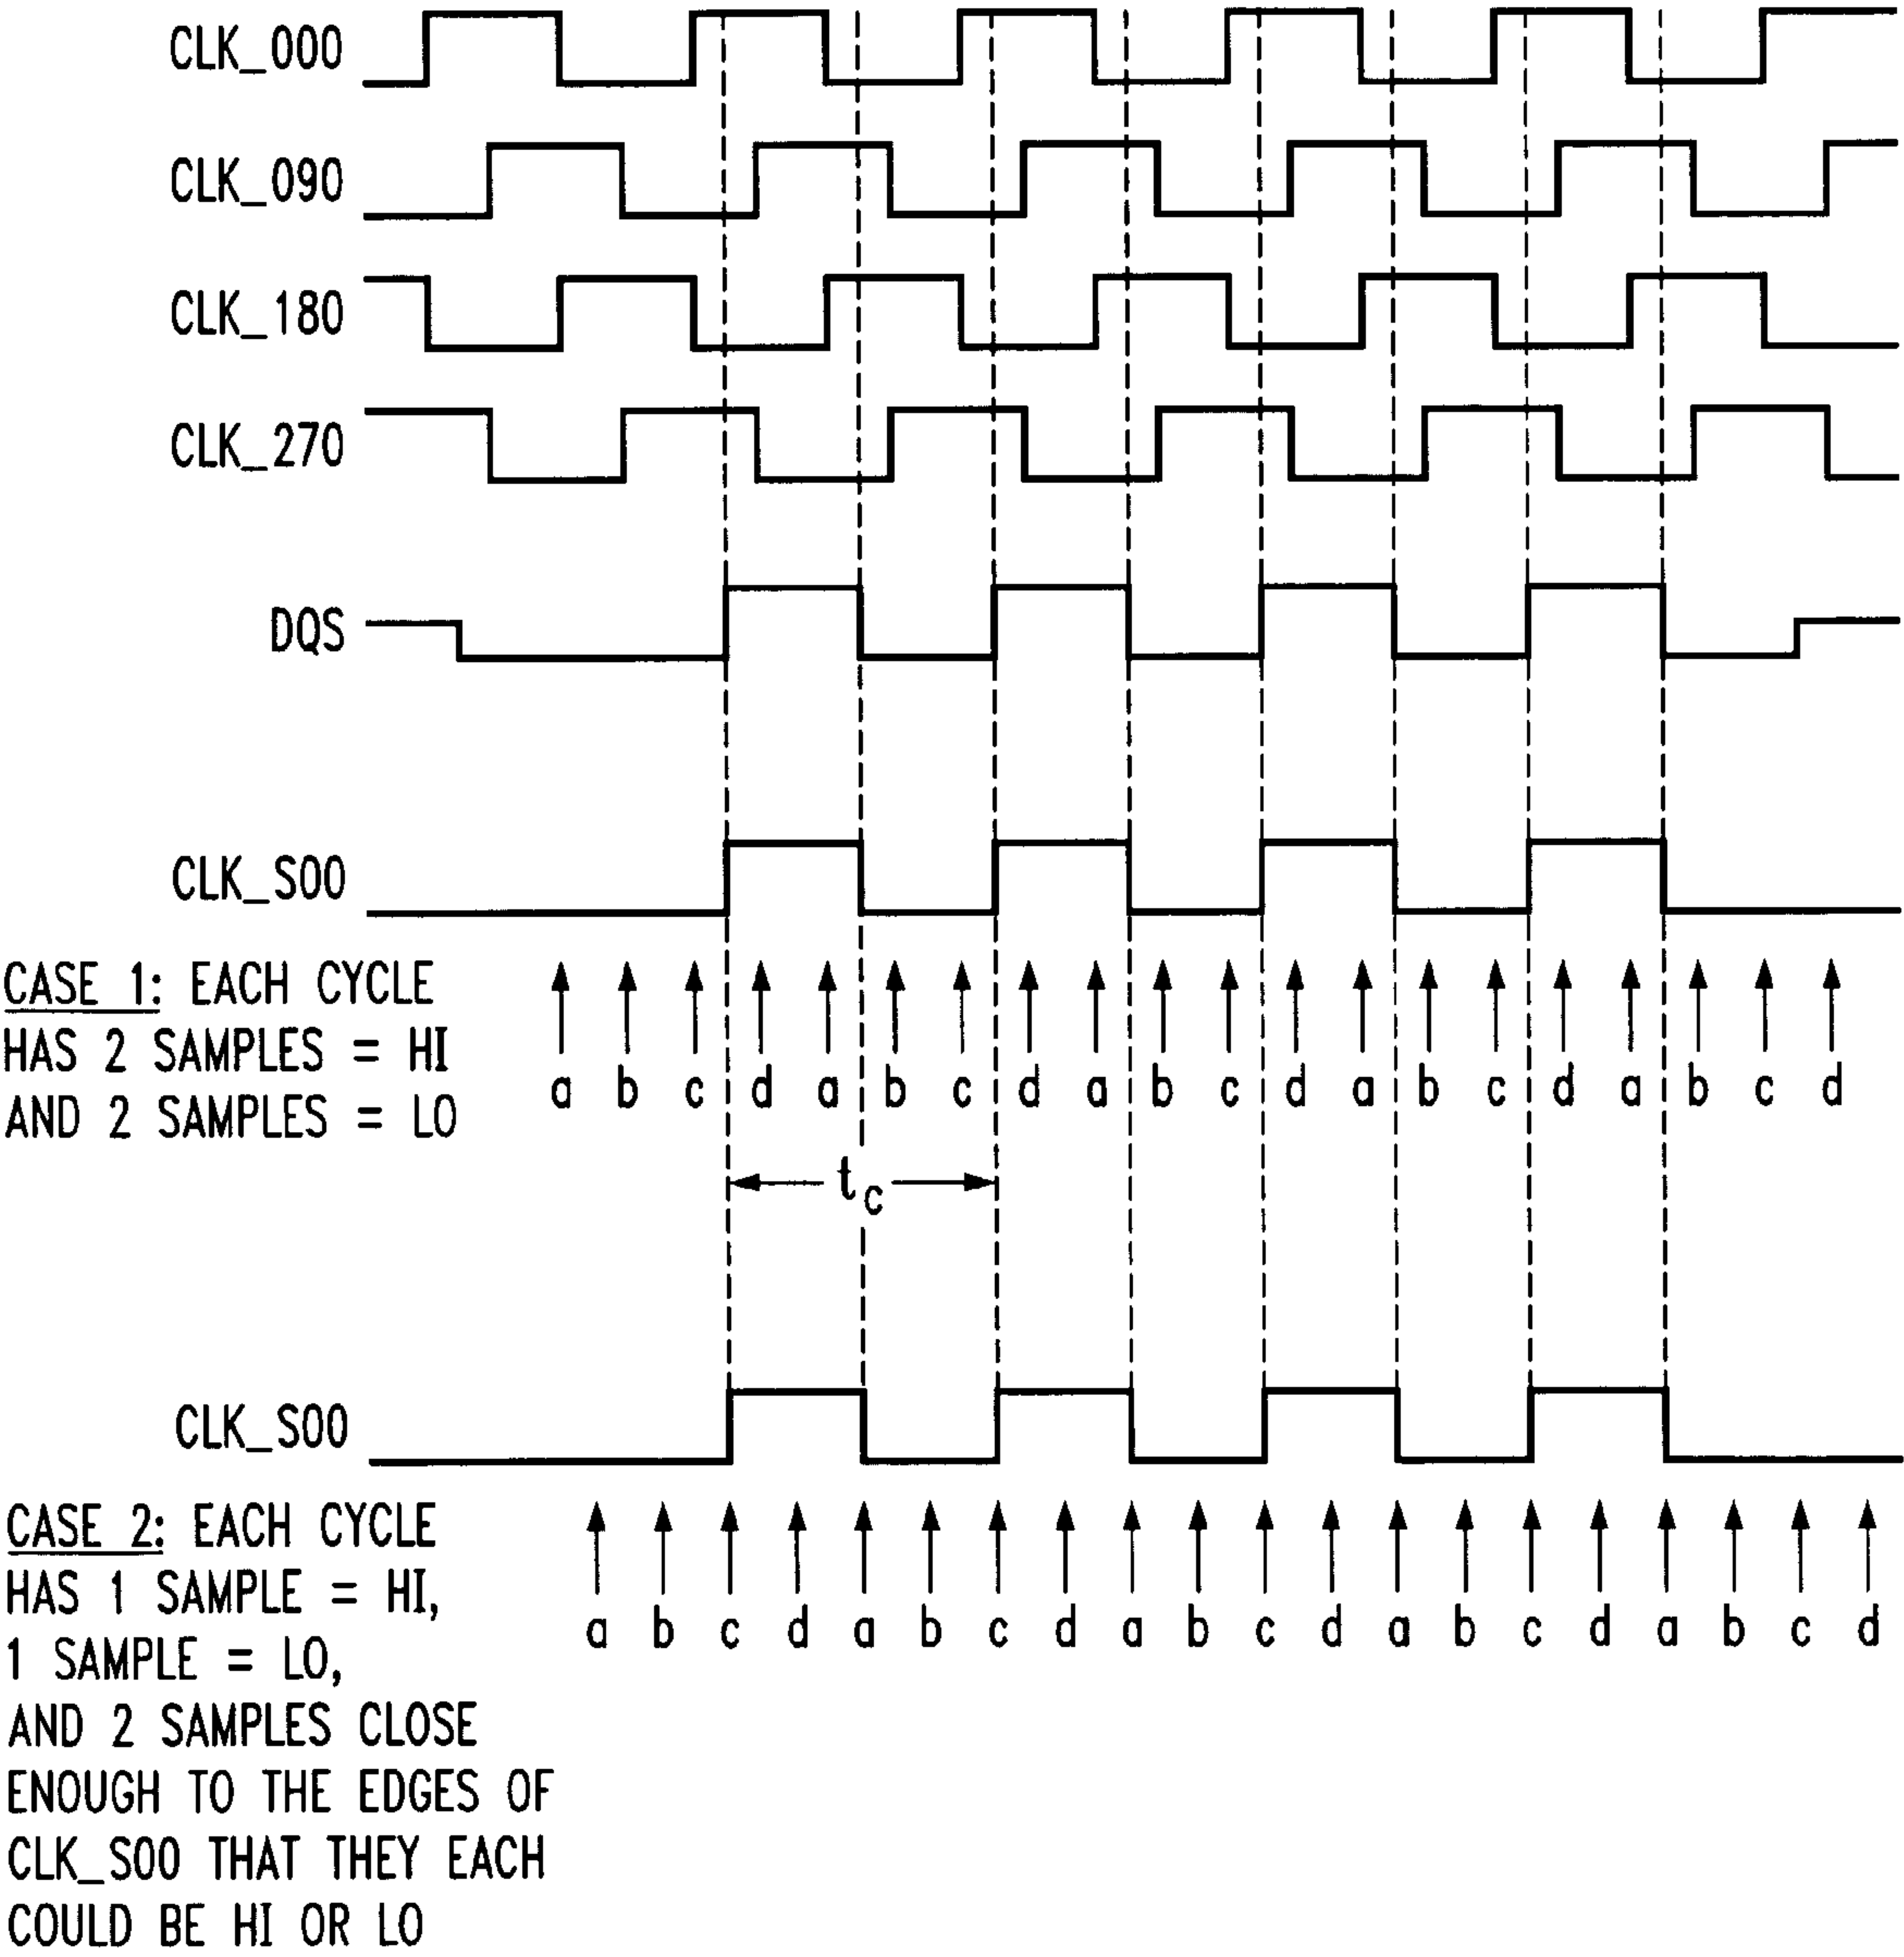 CLK_000
CLK_090
CLK_180
CLK_270
DQS
CLK_S00
CASE 1: EACH CYCLE
HAS 2 SAMPLES = HI
AND 2 SAMPLES = LO
a b c d a b c d a b c d a b c d a b c d
tc
CLK_S00
CASE 2: EACH CYCLE
HAS 1 SAMPLE = HI,
1 SAMPLE = LO,
AND 2 SAMPLES CLOSE
ENOUGH TO THE EDGES OF
CLK_S00 THAT THEY EACH
COULD BE HI OR LO
a b c d a b c d a b c d a b c d a b c d